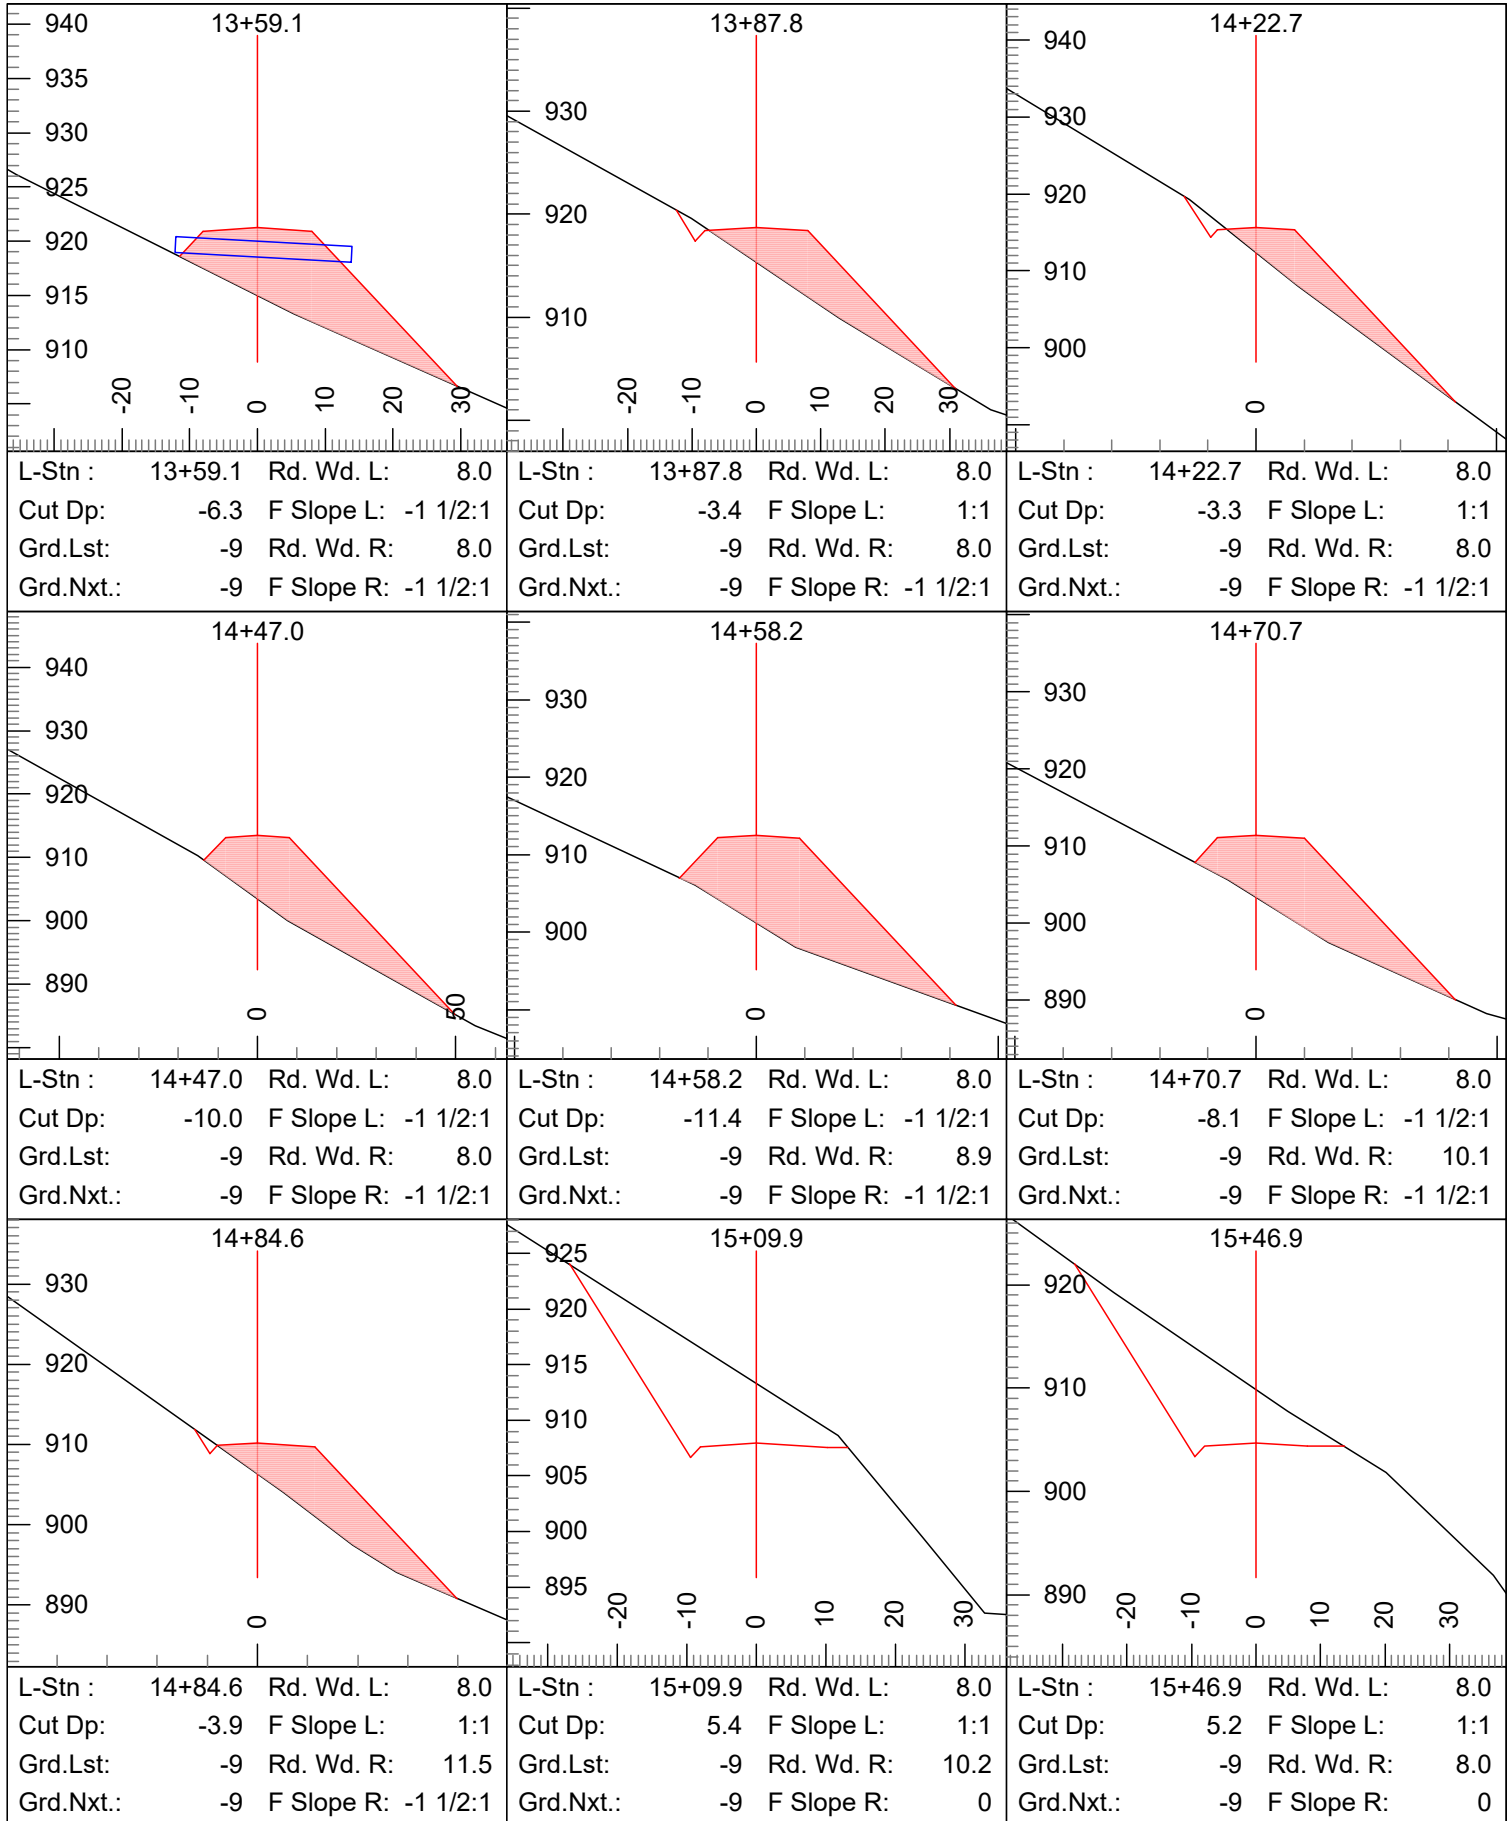 13+59.1
940
935
930
925
920
915
910
-20 -10 0 10 20 30
L-Stn : 13+59.1 Rd. Wd. L: 8.0
Cut Dp: -6.3 F Slope L: -1 1/2:1
Grd.Lst: -9 Rd. Wd. R: 8.0
Grd.Nxt.: -9 F Slope R: -1 1/2:1
13+87.8
930
920
910
-20 -10 0 10 20 30
L-Stn : 13+87.8 Rd. Wd. L: 8.0
Cut Dp: -3.4 F Slope L: 1:1
Grd.Lst: -9 Rd. Wd. R: 8.0
Grd.Nxt.: -9 F Slope R: -1 1/2:1
14+22.7
940
930
920
910
900
0
L-Stn : 14+22.7 Rd. Wd. L: 8.0
Cut Dp: -3.3 F Slope L: 1:1
Grd.Lst: -9 Rd. Wd. R: 8.0
Grd.Nxt.: -9 F Slope R: -1 1/2:1
14+47.0
940
930
920
910
900
890
0 50
L-Stn : 14+47.0 Rd. Wd. L: 8.0
Cut Dp: -10.0 F Slope L: -1 1/2:1
Grd.Lst: -9 Rd. Wd. R: 8.0
Grd.Nxt.: -9 F Slope R: -1 1/2:1
14+58.2
930
920
910
900
0
L-Stn : 14+58.2 Rd. Wd. L: 8.0
Cut Dp: -11.4 F Slope L: -1 1/2:1
Grd.Lst: -9 Rd. Wd. R: 8.9
Grd.Nxt.: -9 F Slope R: -1 1/2:1
14+70.7
930
920
910
900
890
0
L-Stn : 14+70.7 Rd. Wd. L: 8.0
Cut Dp: -8.1 F Slope L: -1 1/2:1
Grd.Lst: -9 Rd. Wd. R: 10.1
Grd.Nxt.: -9 F Slope R: -1 1/2:1
14+84.6
930
920
910
900
890
0
L-Stn : 14+84.6 Rd. Wd. L: 8.0
Cut Dp: -3.9 F Slope L: 1:1
Grd.Lst: -9 Rd. Wd. R: 11.5
Grd.Nxt.: -9 F Slope R: -1 1/2:1
15+09.9
925
920
915
910
905
900
895
-20 -10 0 10 20 30
L-Stn : 15+09.9 Rd. Wd. L: 8.0
Cut Dp: 5.4 F Slope L: 1:1
Grd.Lst: -9 Rd. Wd. R: 10.2
Grd.Nxt.: -9 F Slope R: 0
15+46.9
920
910
900
890
-20 -10 0 10 20 30
L-Stn : 15+46.9 Rd. Wd. L: 8.0
Cut Dp: 5.2 F Slope L: 1:1
Grd.Lst: -9 Rd. Wd. R: 8.0
Grd.Nxt.: -9 F Slope R: 0